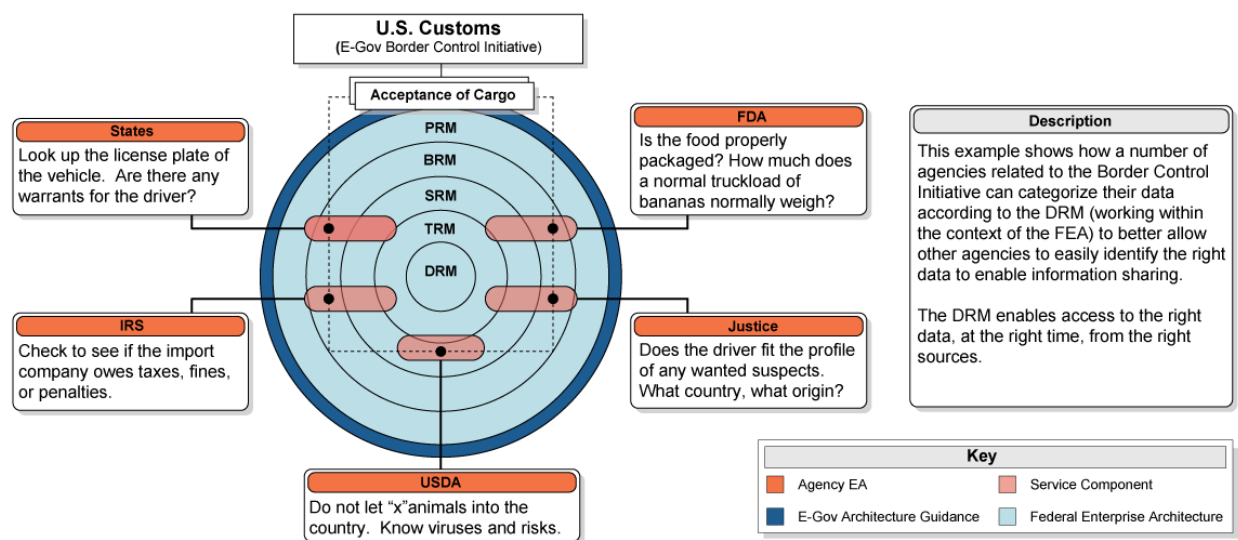 U.S. Customs
(E-Gov Border Control Initiative)
Acceptance of Cargo
PRM
BRM
SRM
TRM
DRM
States
Look up the license plate of
the vehicle.  Are there any
warrants for the driver?
FDA
Is the food properly
packaged? How much does
a normal truckload of
bananas normally weigh?
IRS
Check to see if the import
company owes taxes, fines,
or penalties.
Justice
Does the driver fit the profile
of any wanted suspects.
What country, what origin?
USDA
Do not let “x”animals into the
country.  Know viruses and risks.
Description
This example shows how a number of
agencies related to the Border Control
Initiative can categorize their data
according to the DRM (working within
the context of the FEA) to better allow
other agencies to easily identify the right
data to enable information sharing.
The DRM enables access to the right
data, at the right time, from the right
sources.
Key
Agency EA
Service Component
E-Gov Architecture Guidance
Federal Enterprise Architecture